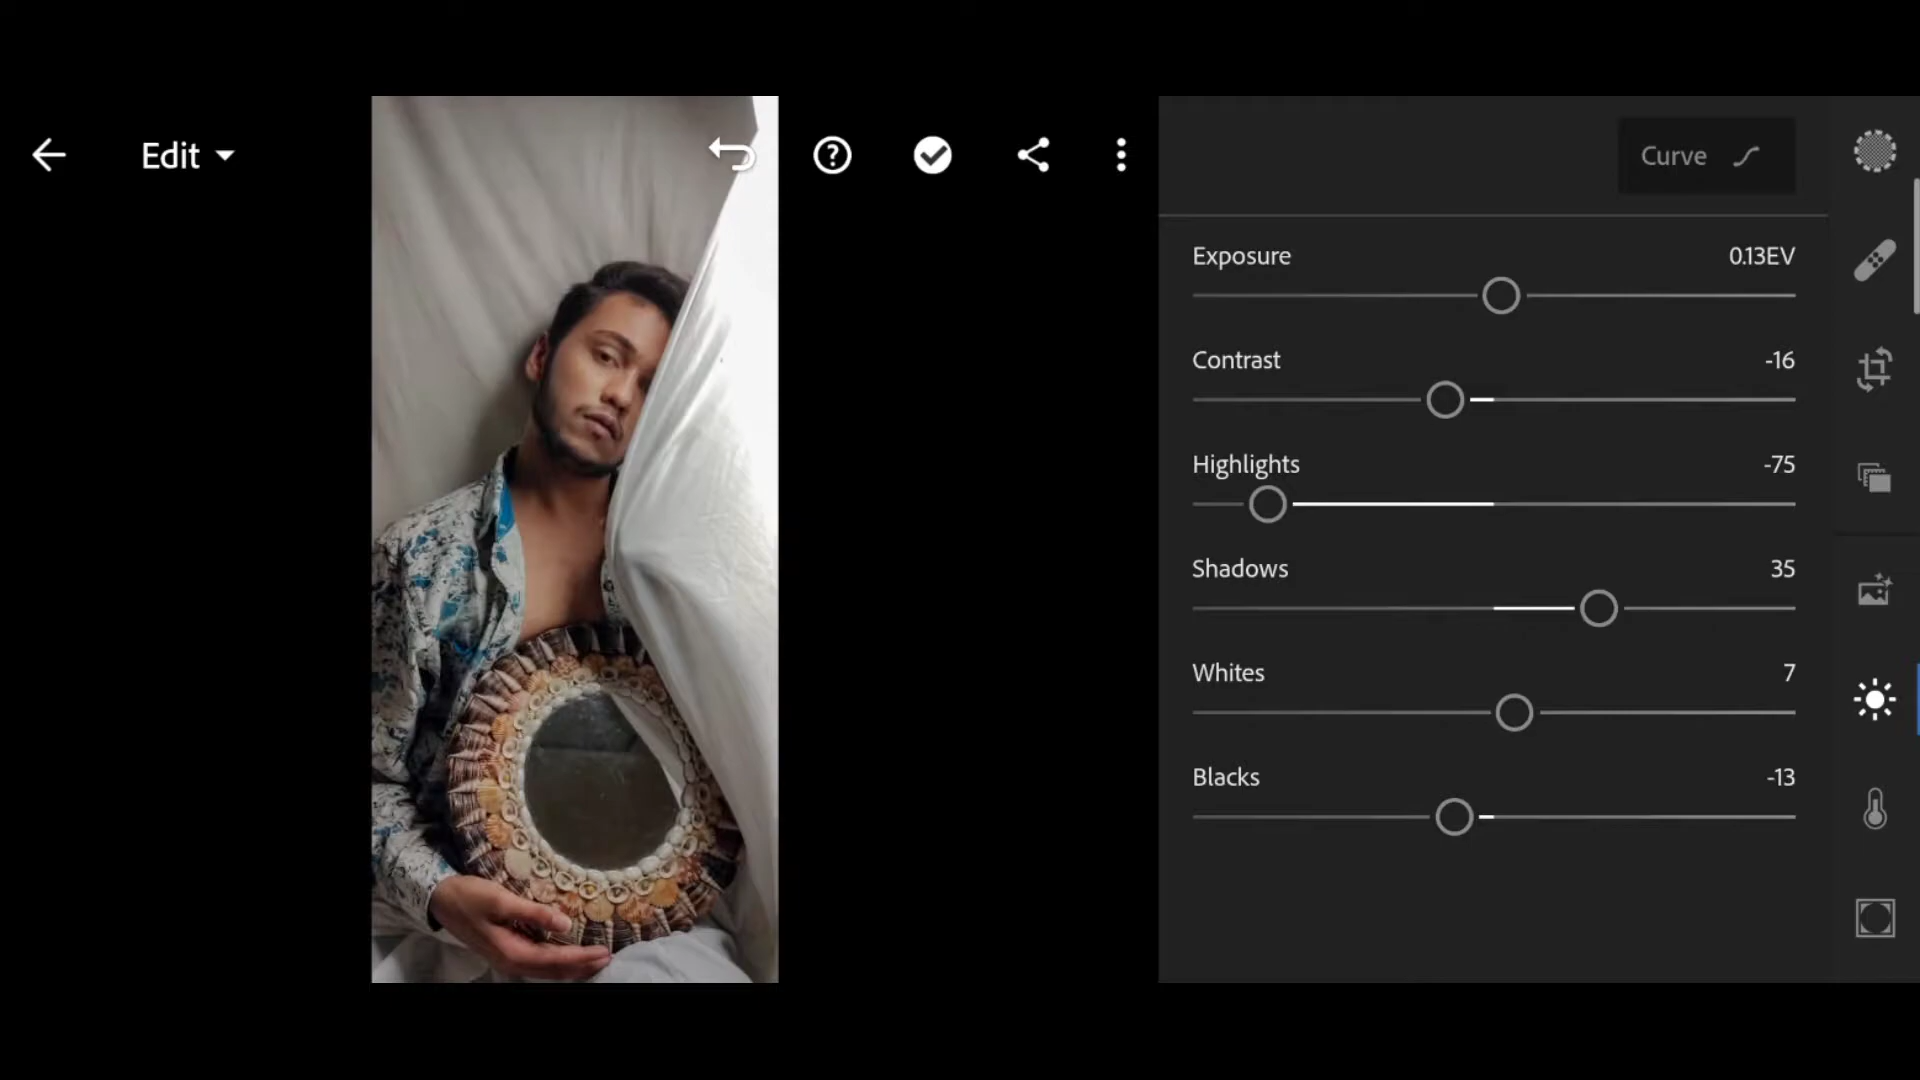 Edit
Curve
Exposure 0.13EV
Contrast -16
Highlights -75
Shadows 35
Whites 7
Blacks -13